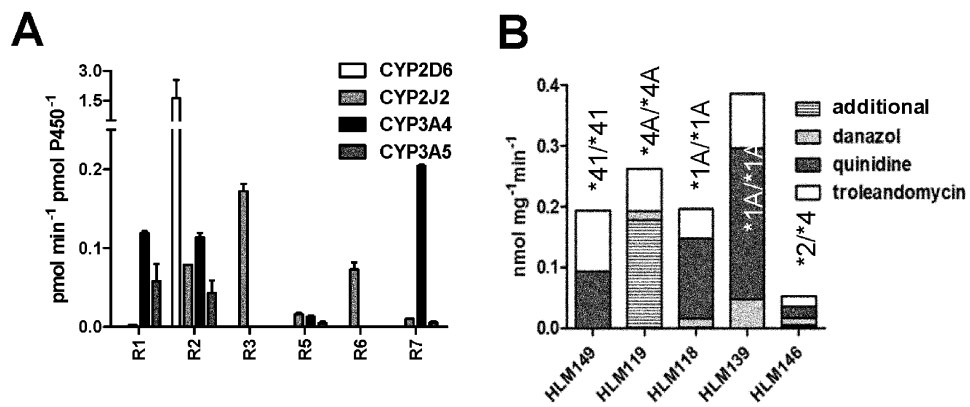 A
CYP2D6
CYP2J2
CYP3A4
CYP3A5
pmol min⁻¹ pmol P450⁻¹
3.0
1.5
0.2
0.1
0.0
R1
R2
R3
R5
R6
R7
B
additional
danazol
quinidine
troleandomycin
nmol mg⁻¹min⁻¹
0.4
0.3
0.2
0.1
0.0
*41/*41
*4A/*4A
*1A/*1A
*1A/*1A
*2/*4
HLM149
HLM119
HLM118
HLM139
HLM146